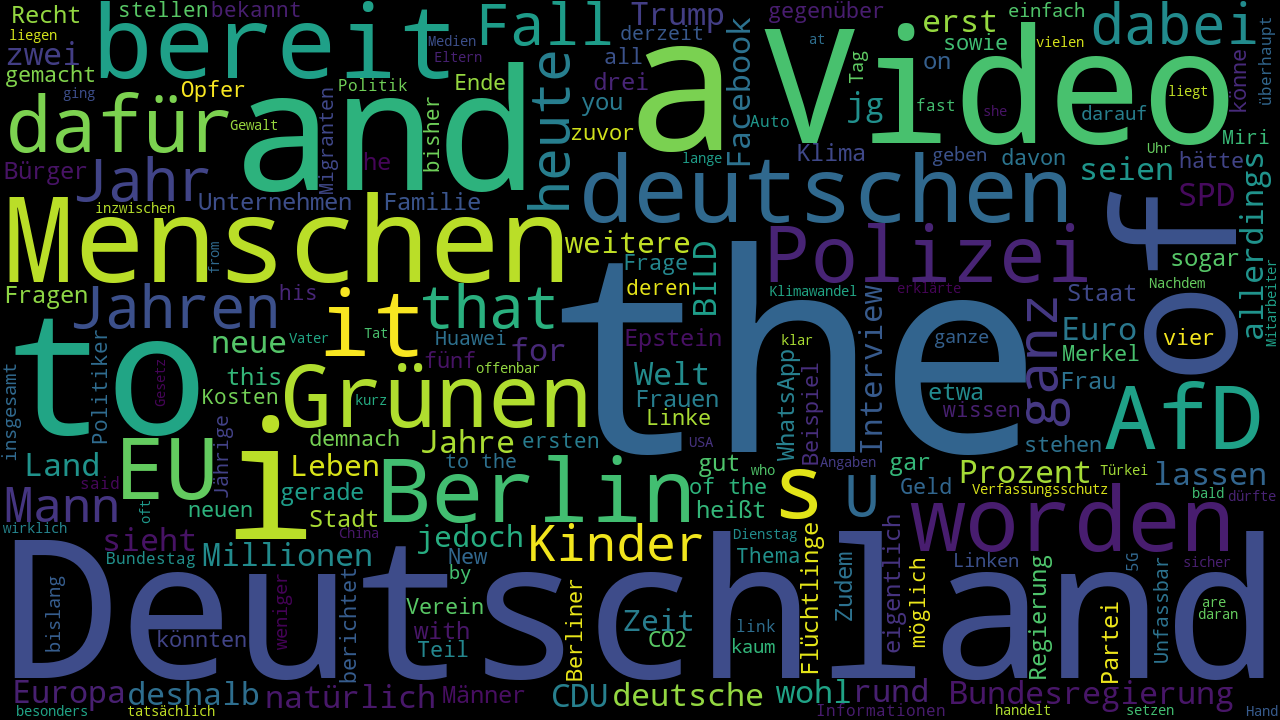 Recht stellen bekannt Fall Trump gegenüber erst einfach dabei
liegen zwei bereit Medien derzeit at sowie vielen
gemacht ging Opfer Politik Eltern Ende all drei on Tag überhaupt
dafür Gewalt and heute you a Facebook Video jg fast she darauf liegt könne
Migranten bisher zuvor Auto Uhr Miri
Bürger Jahr he lange Klima geben davon seien hätte
inzwischen Unternehmen Familie deutschen SPD
Menschen from weitere Frage BILD Polizei of sogar allerdings
Fragen Jahren his it that deren Klimawandel erklärte Staat Nachdem Mitarbeiter
to neue Vater Tat Huawei for the Epstein klar Interview ganze ganz Euro vier
insgesamt Politiker Gesetz this fünf offenbar Welt WhatsApp Merkel
Kosten Grünen kurz Frauen Beispiel etwa Frau
demnach Jahre ersten Linke USA wissen stehen AfD
Land EU Jährige i Leben to the gut who Angaben gar Prozent Türkei lassen
said gerade Berlin of the s U Geld Verfassungsschutz bald dürfte
Mann oft neuen Stadt heißt worden
wirklich sieht China jedoch Kinder Dienstag
Bundestag Millionen New Thema Flüchtlinge Zudem eigentlich möglich Linken 5G sicher
Deutschland by
bislang weniger berichtet Verein Berliner Zeit link Regierung Partei Unfassbar are
könnten with CO2 kaum daran
Teil
Europa deshalb natürlich Männer CDU deutsche wohl rund Bundesregierung
besonders tatsächlich Informationen handelt setzen Hand